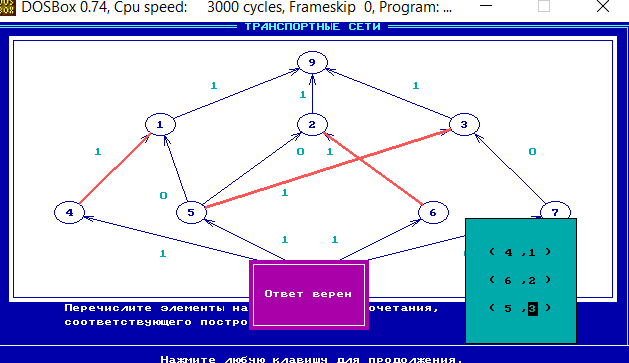 DOSBox 0.74, Cpu speed: 3000 cycles, Frameskip 0, Program: ...
ТРАНСПОРТНЫЕ СЕТИ
9
1 1 1
1 2 3
1 0 1 0
0 1
4 5 6 7
1 1 1
( 4 ,1 )
( 6 ,2 )
( 5 ,3 )
Ответ верен
Перечислите элементы на очетания,
соответствующего постро
Нажмите любую клавишу для продолжения.